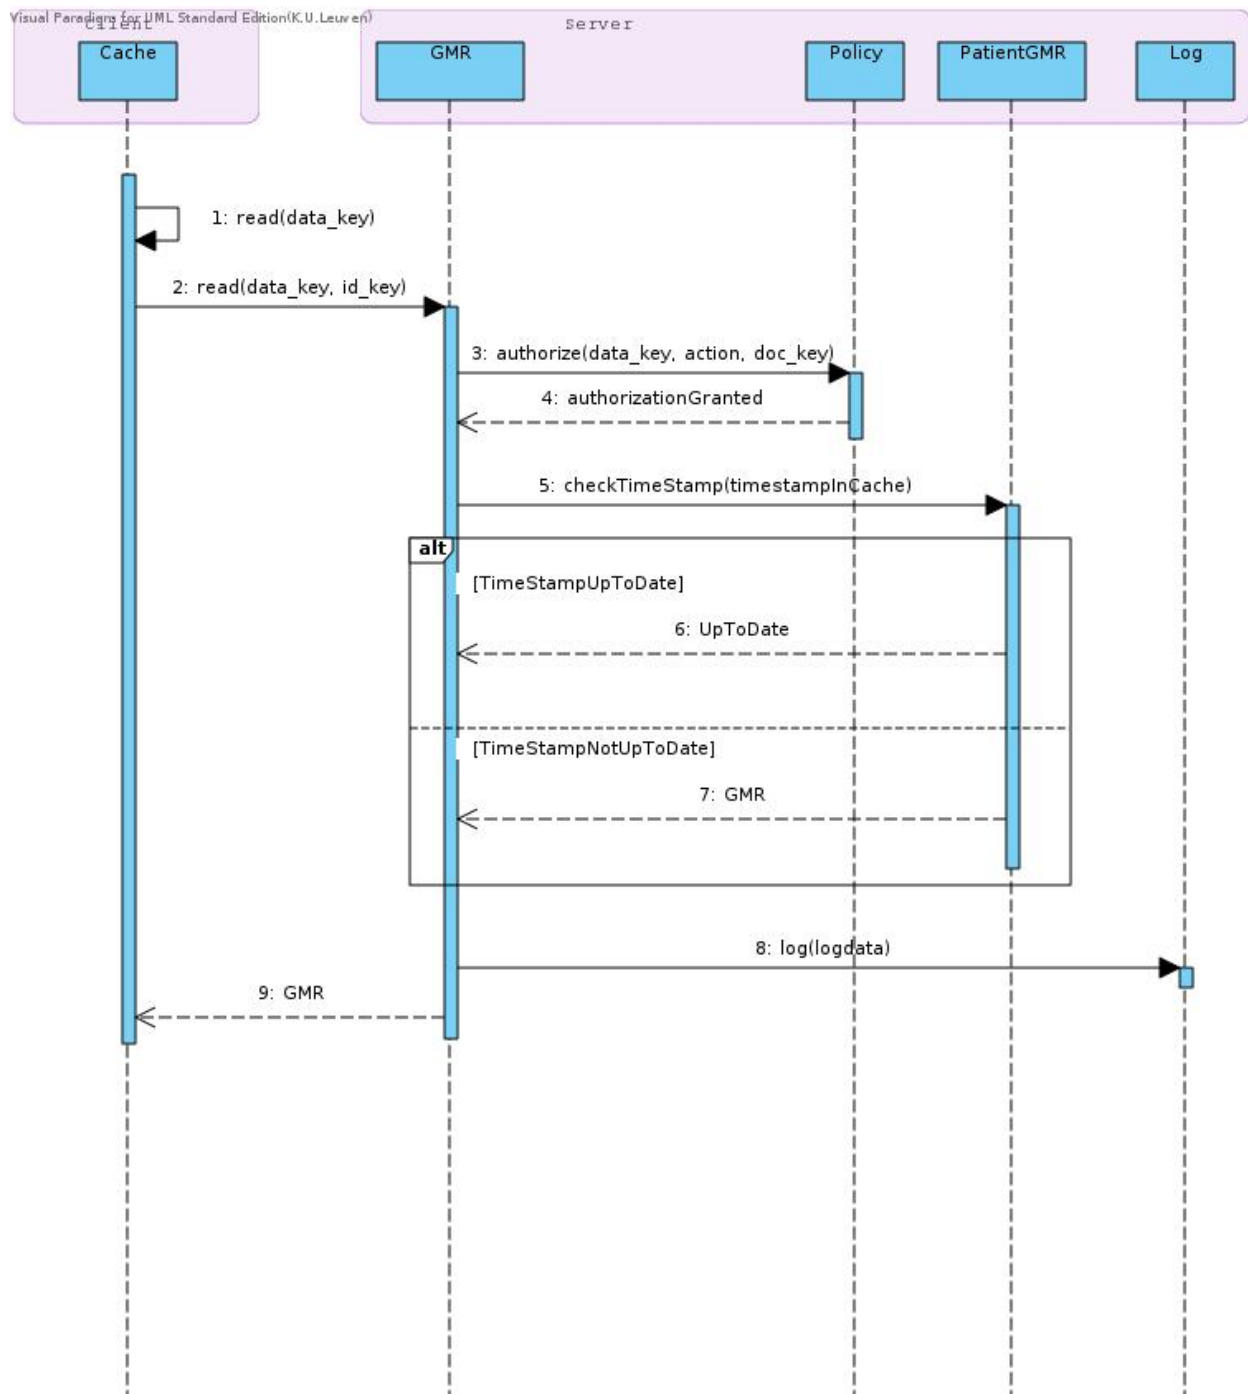 Visual Paradigm for UML Standard Edition(K.U.Leuven)
Client
Server
Cache
GMR
Policy
PatientGMR
Log
1: read(data_key)
2: read(data_key, id_key)
3: authorize(data_key, action, doc_key)
4: authorizationGranted
5: checkTimeStamp(timestampInCache)
alt
[TimeStampUpToDate]
6: UpToDate
[TimeStampNotUpToDate]
7: GMR
8: log(logdata)
9: GMR